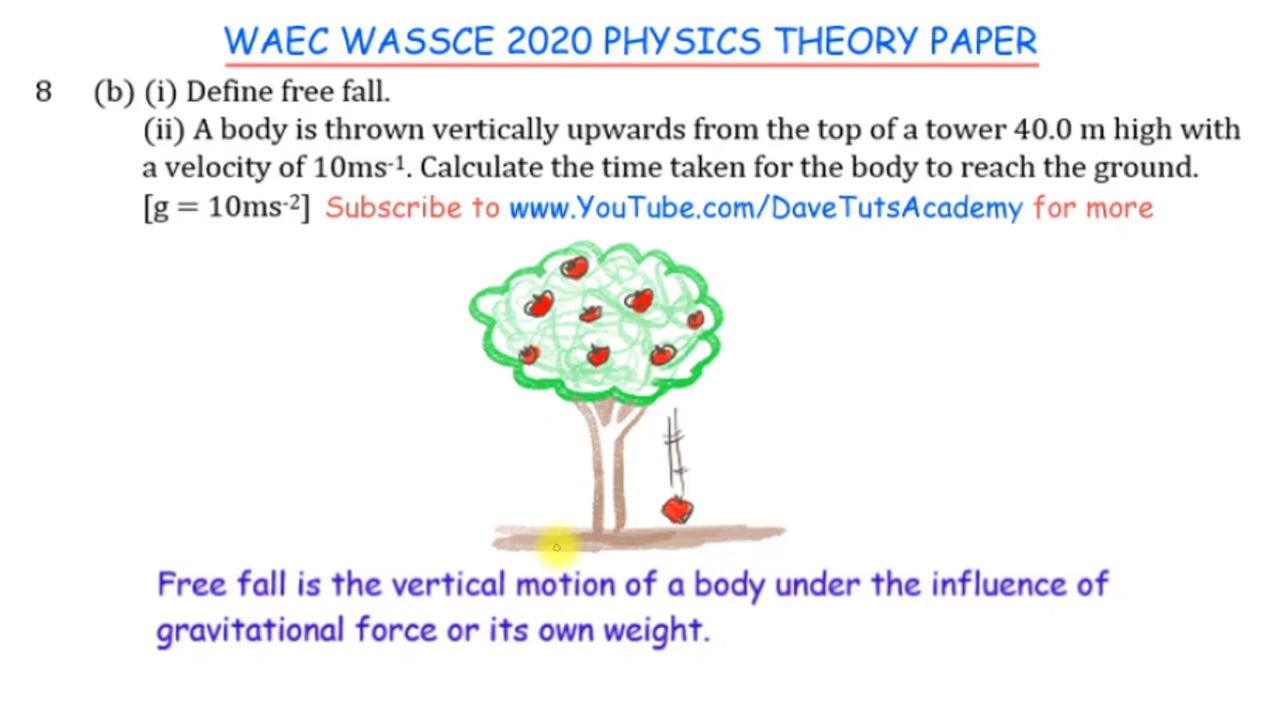 WAEC WASSCE 2020 PHYSICS THEORY PAPER
8 (b) (i) Define free fall.
(ii) A body is thrown vertically upwards from the top of a tower 40.0 m high with
a velocity of 10ms⁻¹. Calculate the time taken for the body to reach the ground.
[g = 10ms⁻²] Subscribe to www.YouTube.com/DaveTutsAcademy for more
Free fall is the vertical motion of a body under the influence of
gravitational force or its own weight.